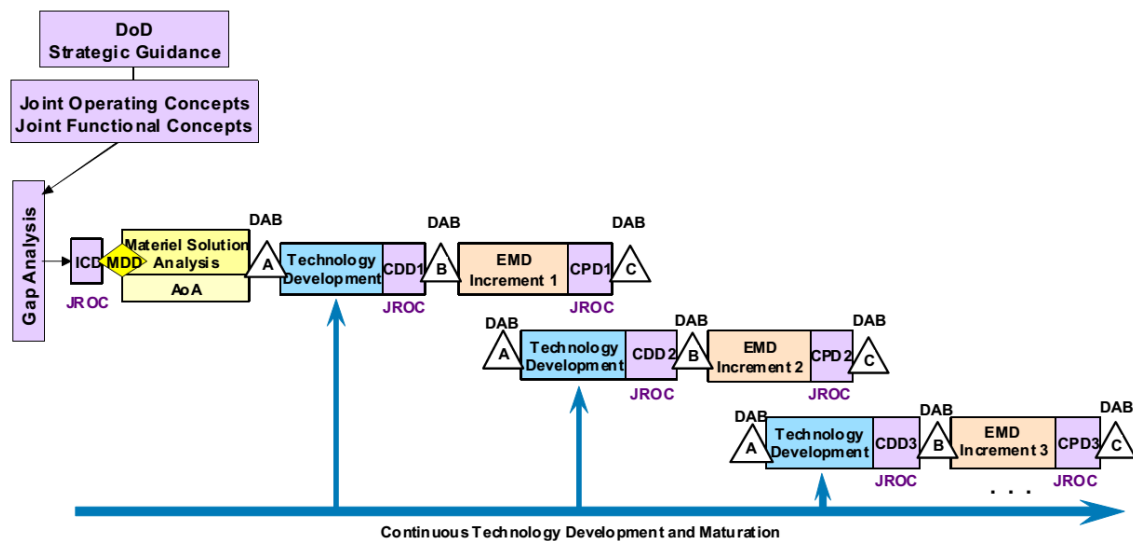 DoD
Strategic Guidance
Joint Operating Concepts
Joint Functional Concepts
Gap Analysis
ICD
MDD
JROC
Materiel Solution
Analysis
AoA
DAB
A
Technology
Development
CDD1
JROC
DAB
B
EMD
Increment 1
CPD1
JROC
DAB
C
DAB
A
Technology
Development
CDD2
JROC
DAB
B
EMD
Increment 2
CPD2
JROC
DAB
C
DAB
A
Technology
Development
CDD3
JROC
DAB
B
EMD
Increment 3
CPD3
JROC
DAB
C
. . .
Continuous Technology Development and Maturation